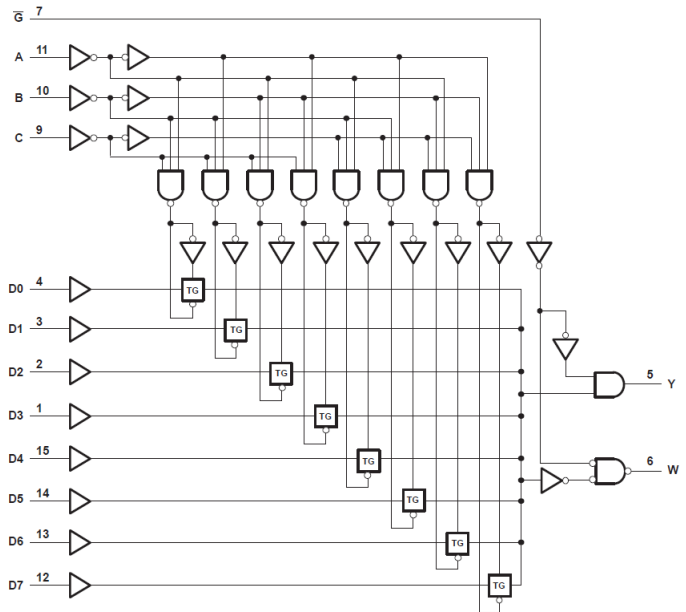 G 7
A 11
B 10
C 9
D0 4 TG
D1 3 TG
D2 2 TG
5 Y
D3 1 TG
D4 15 TG
6 W
D5 14 TG
D6 13 TG
D7 12 TG